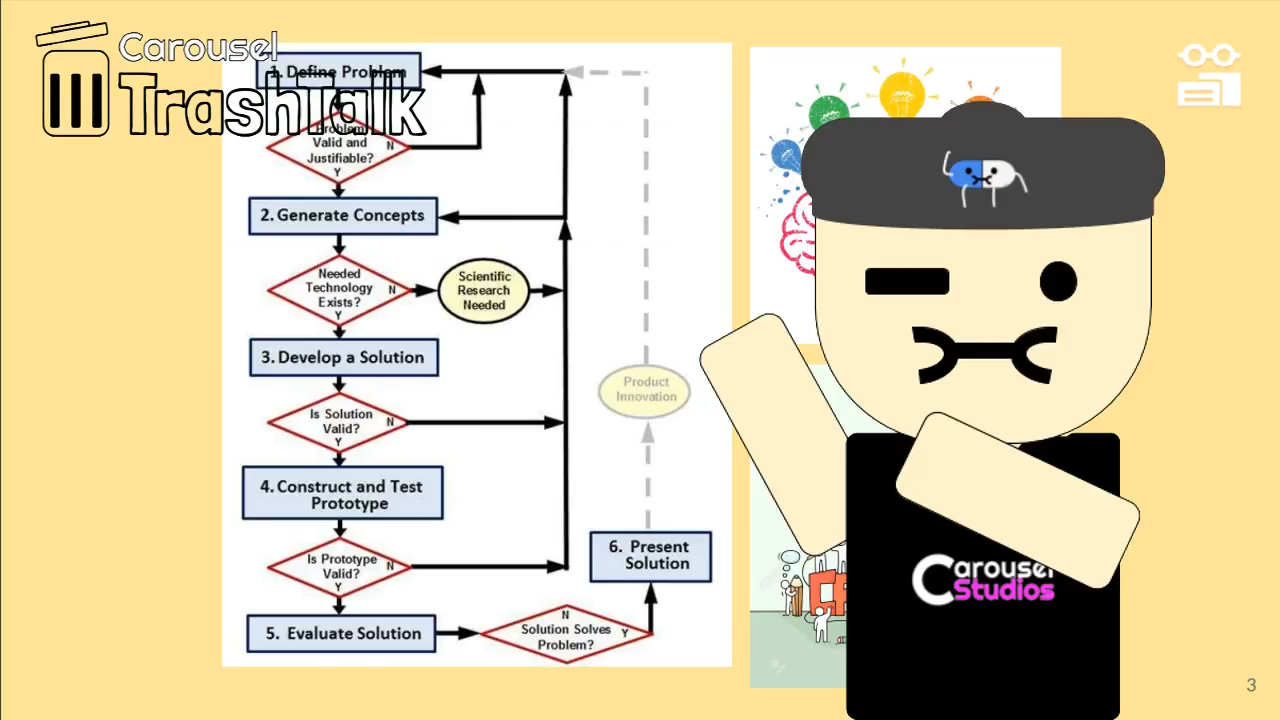 Carousel
TrashTalk
1. Define Problem
Problem
Valid and
Justifiable?
N
Y
2. Generate Concepts
Needed
Technology
Exists?
N
Y
Scientific
Research
Needed
3. Develop a Solution
Is Solution
Valid?
N
Y
Product
Innovation
4. Construct and Test
Prototype
Is Prototype
Valid?
N
Y
6. Present
Solution
5. Evaluate Solution
N
Solution Solves
Problem?
Y
Carousel
Studios
3